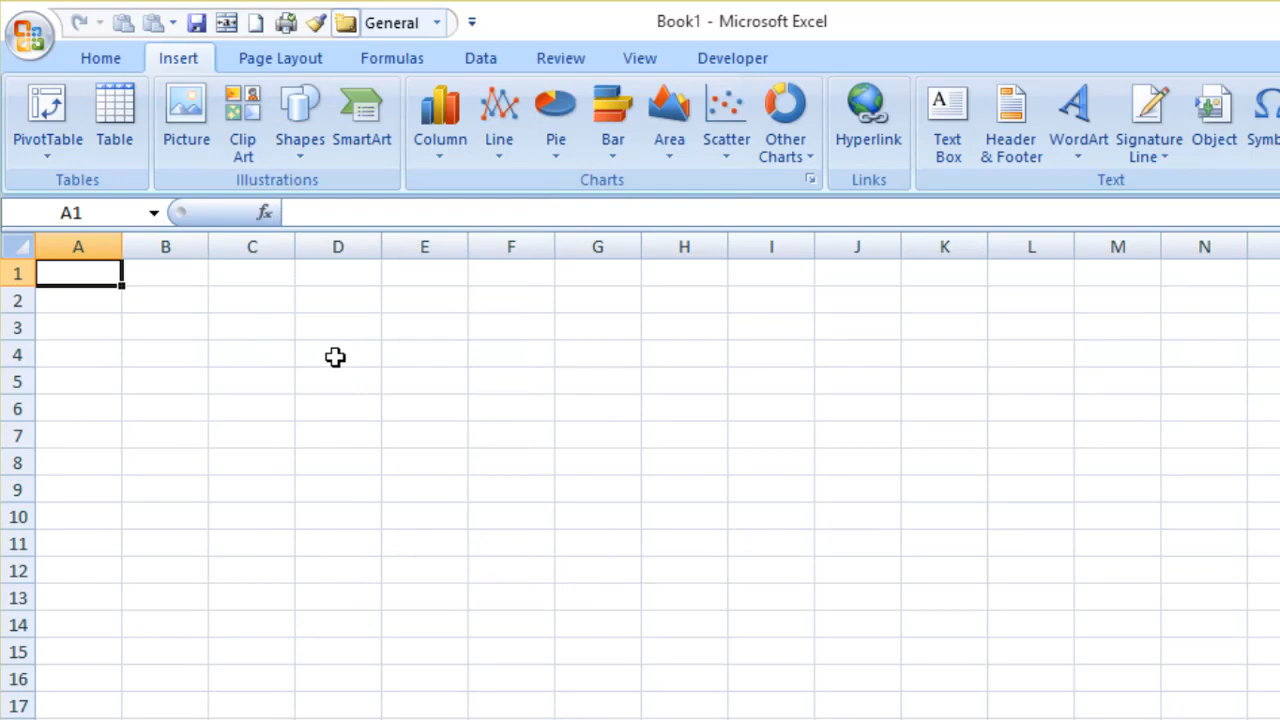 General
Book1 - Microsoft Excel
Home Insert Page Layout Formulas Data Review View Developer
PivotTable Table Picture Clip Art Shapes SmartArt Column Line Pie Bar Area Scatter Other Charts Hyperlink Text Box Header & Footer WordArt Signature Line Object Symb
Tables Illustrations Charts Links Text
A1 fx
A B C D E F G H I J K L M N
1
2
3
4
5
6
7
8
9
10
11
12
13
14
15
16
17